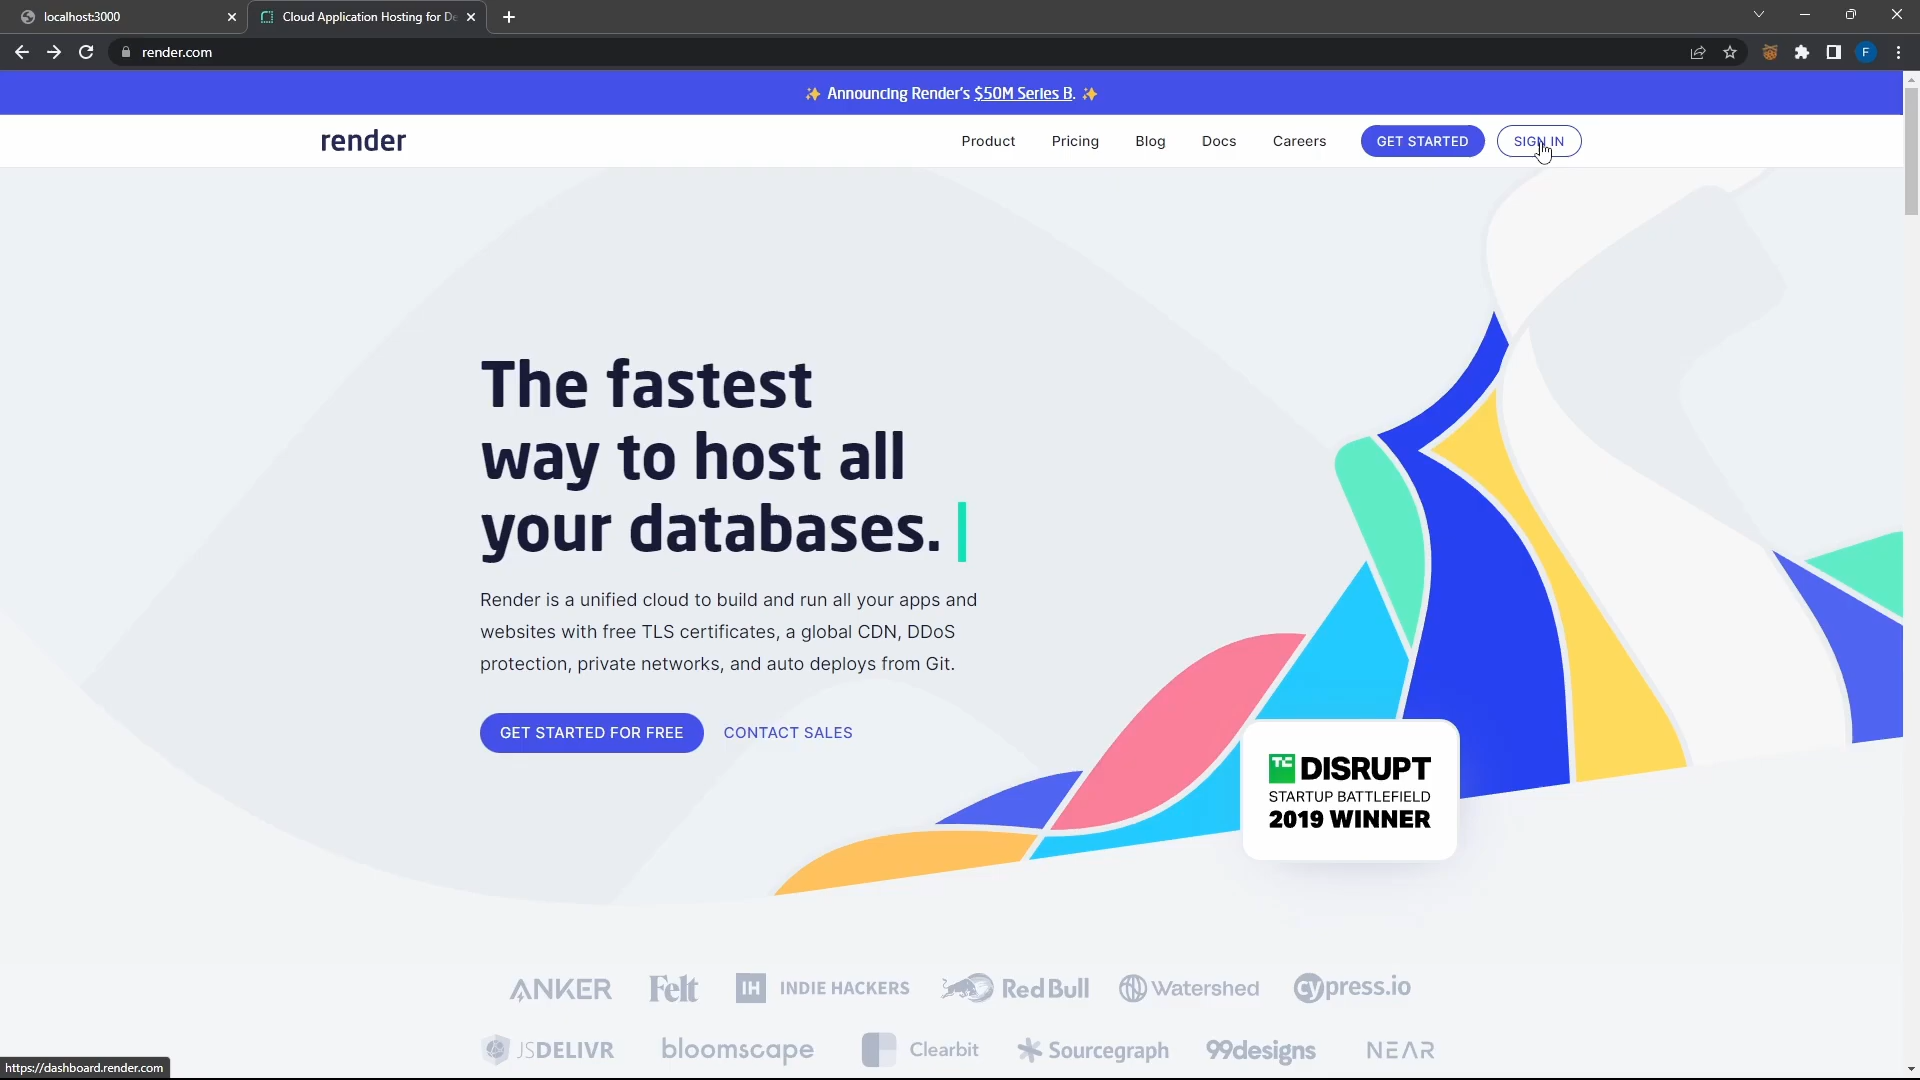 localhost:3000
Cloud Application Hosting for De
render.com
F
✨ Announcing Render's $50M Series B. ✨
render
Product
Pricing
Blog
Docs
Careers
GET STARTED
SIGN IN
The fastest
way to host all
your databases.
Render is a unified cloud to build and run all your apps and
websites with free TLS certificates, a global CDN, DDoS
protection, private networks, and auto deploys from Git.
GET STARTED FOR FREE
CONTACT SALES
TC DISRUPT
STARTUP BATTLEFIELD
2019 WINNER
ANKER
Felt
IH INDIE HACKERS
Red Bull
Watershed
cypress.io
JSDELIVR
bloomscape
Clearbit
Sourcegraph
99designs
NEAR
https://dashboard.render.com